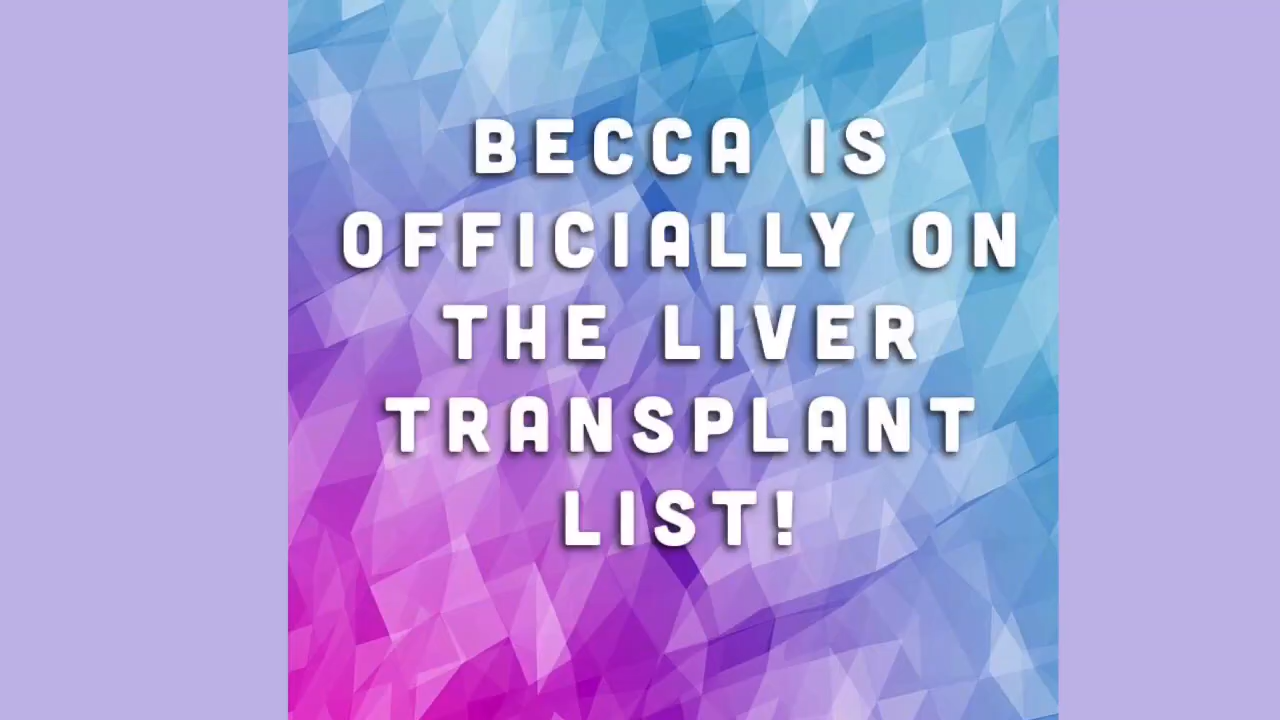 BECCA IS
OFFICIALLY ON
THE LIVER
TRANSPLANT
LIST!